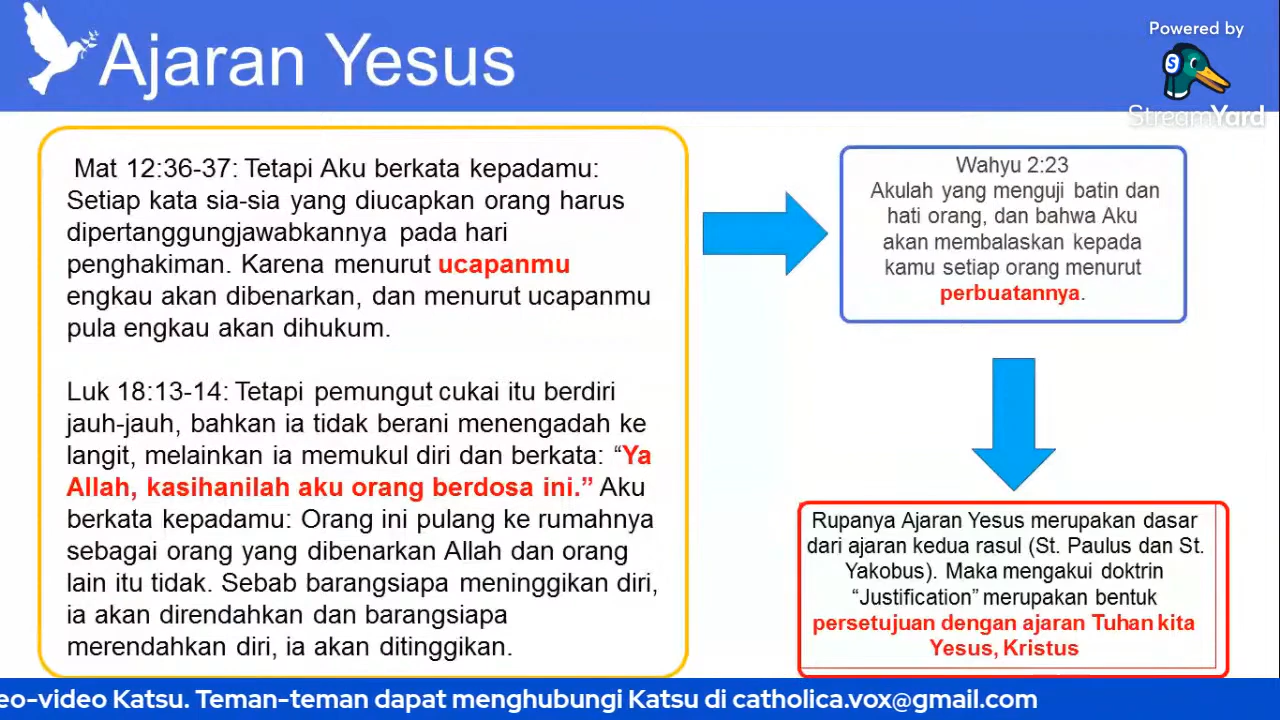 Ajaran Yesus
Powered by
StreamYard
Mat 12:36-37: Tetapi Aku berkata kepadamu:
Setiap kata sia-sia yang diucapkan orang harus
dipertanggungjawabkannya pada hari
penghakiman. Karena menurut ucapanmu
engkau akan dibenarkan, dan menurut ucapanmu
pula engkau akan dihukum.
Luk 18:13-14: Tetapi pemungut cukai itu berdiri
jauh-jauh, bahkan ia tidak berani menengadah ke
langit, melainkan ia memukul diri dan berkata: “Ya
Allah, kasihanilah aku orang berdosa ini.” Aku
berkata kepadamu: Orang ini pulang ke rumahnya
sebagai orang yang dibenarkan Allah dan orang
lain itu tidak. Sebab barangsiapa meninggikan diri,
ia akan direndahkan dan barangsiapa
merendahkan diri, ia akan ditinggikan.
Wahyu 2:23
Akulah yang menguji batin dan
hati orang, dan bahwa Aku
akan membalaskan kepada
kamu setiap orang menurut
perbuatannya.
Rupanya Ajaran Yesus merupakan dasar
dari ajaran kedua rasul (St. Paulus dan St.
Yakobus). Maka mengakui doktrin
“Justification” merupakan bentuk
persetujuan dengan ajaran Tuhan kita
Yesus, Kristus
eo-video Katsu. Teman-teman dapat menghubungi Katsu di catholica.vox@gmail.com